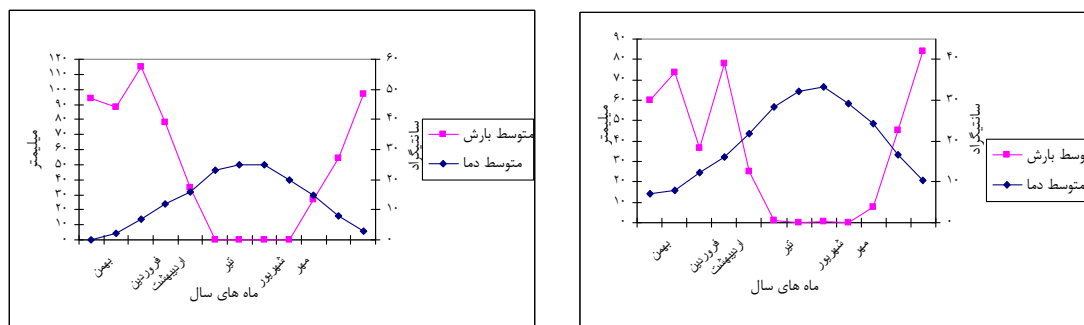 میلیمتر
۱۲۰
۱۱۰
۱۰۰
۹۰
۸۰
۷۰
۶۰
۵۰
۴۰
۳۰
۲۰
۱۰
۰
۶۰
۵۰
۴۰
۳۰
۲۰
۱۰
۰
سانتیگراد
متوسط بارش
متوسط دما
بهمن
فروردین
اردیبهشت
تیر
شهریور
مهر
ماه های سال
میلیمتر
۹۰
۸۰
۷۰
۶۰
۵۰
۴۰
۳۰
۲۰
۱۰
۰
۴۰
۳۰
۲۰
۱۰
۰
سانتیگراد
متوسط بارش
متوسط دما
بهمن
فروردین
اردیبهشت
تیر
شهریور
مهر
ماه های سال